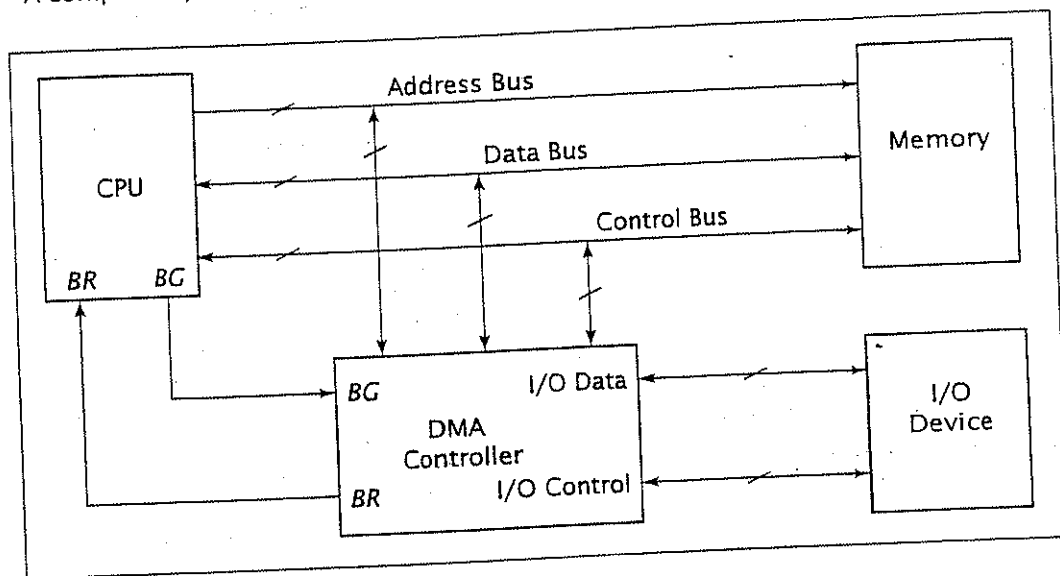 Address Bus
Data Bus
Memory
CPU
Control Bus
BR BG
BG I/O Data
I/O
Device
DMA
Controller
I/O Control
BR